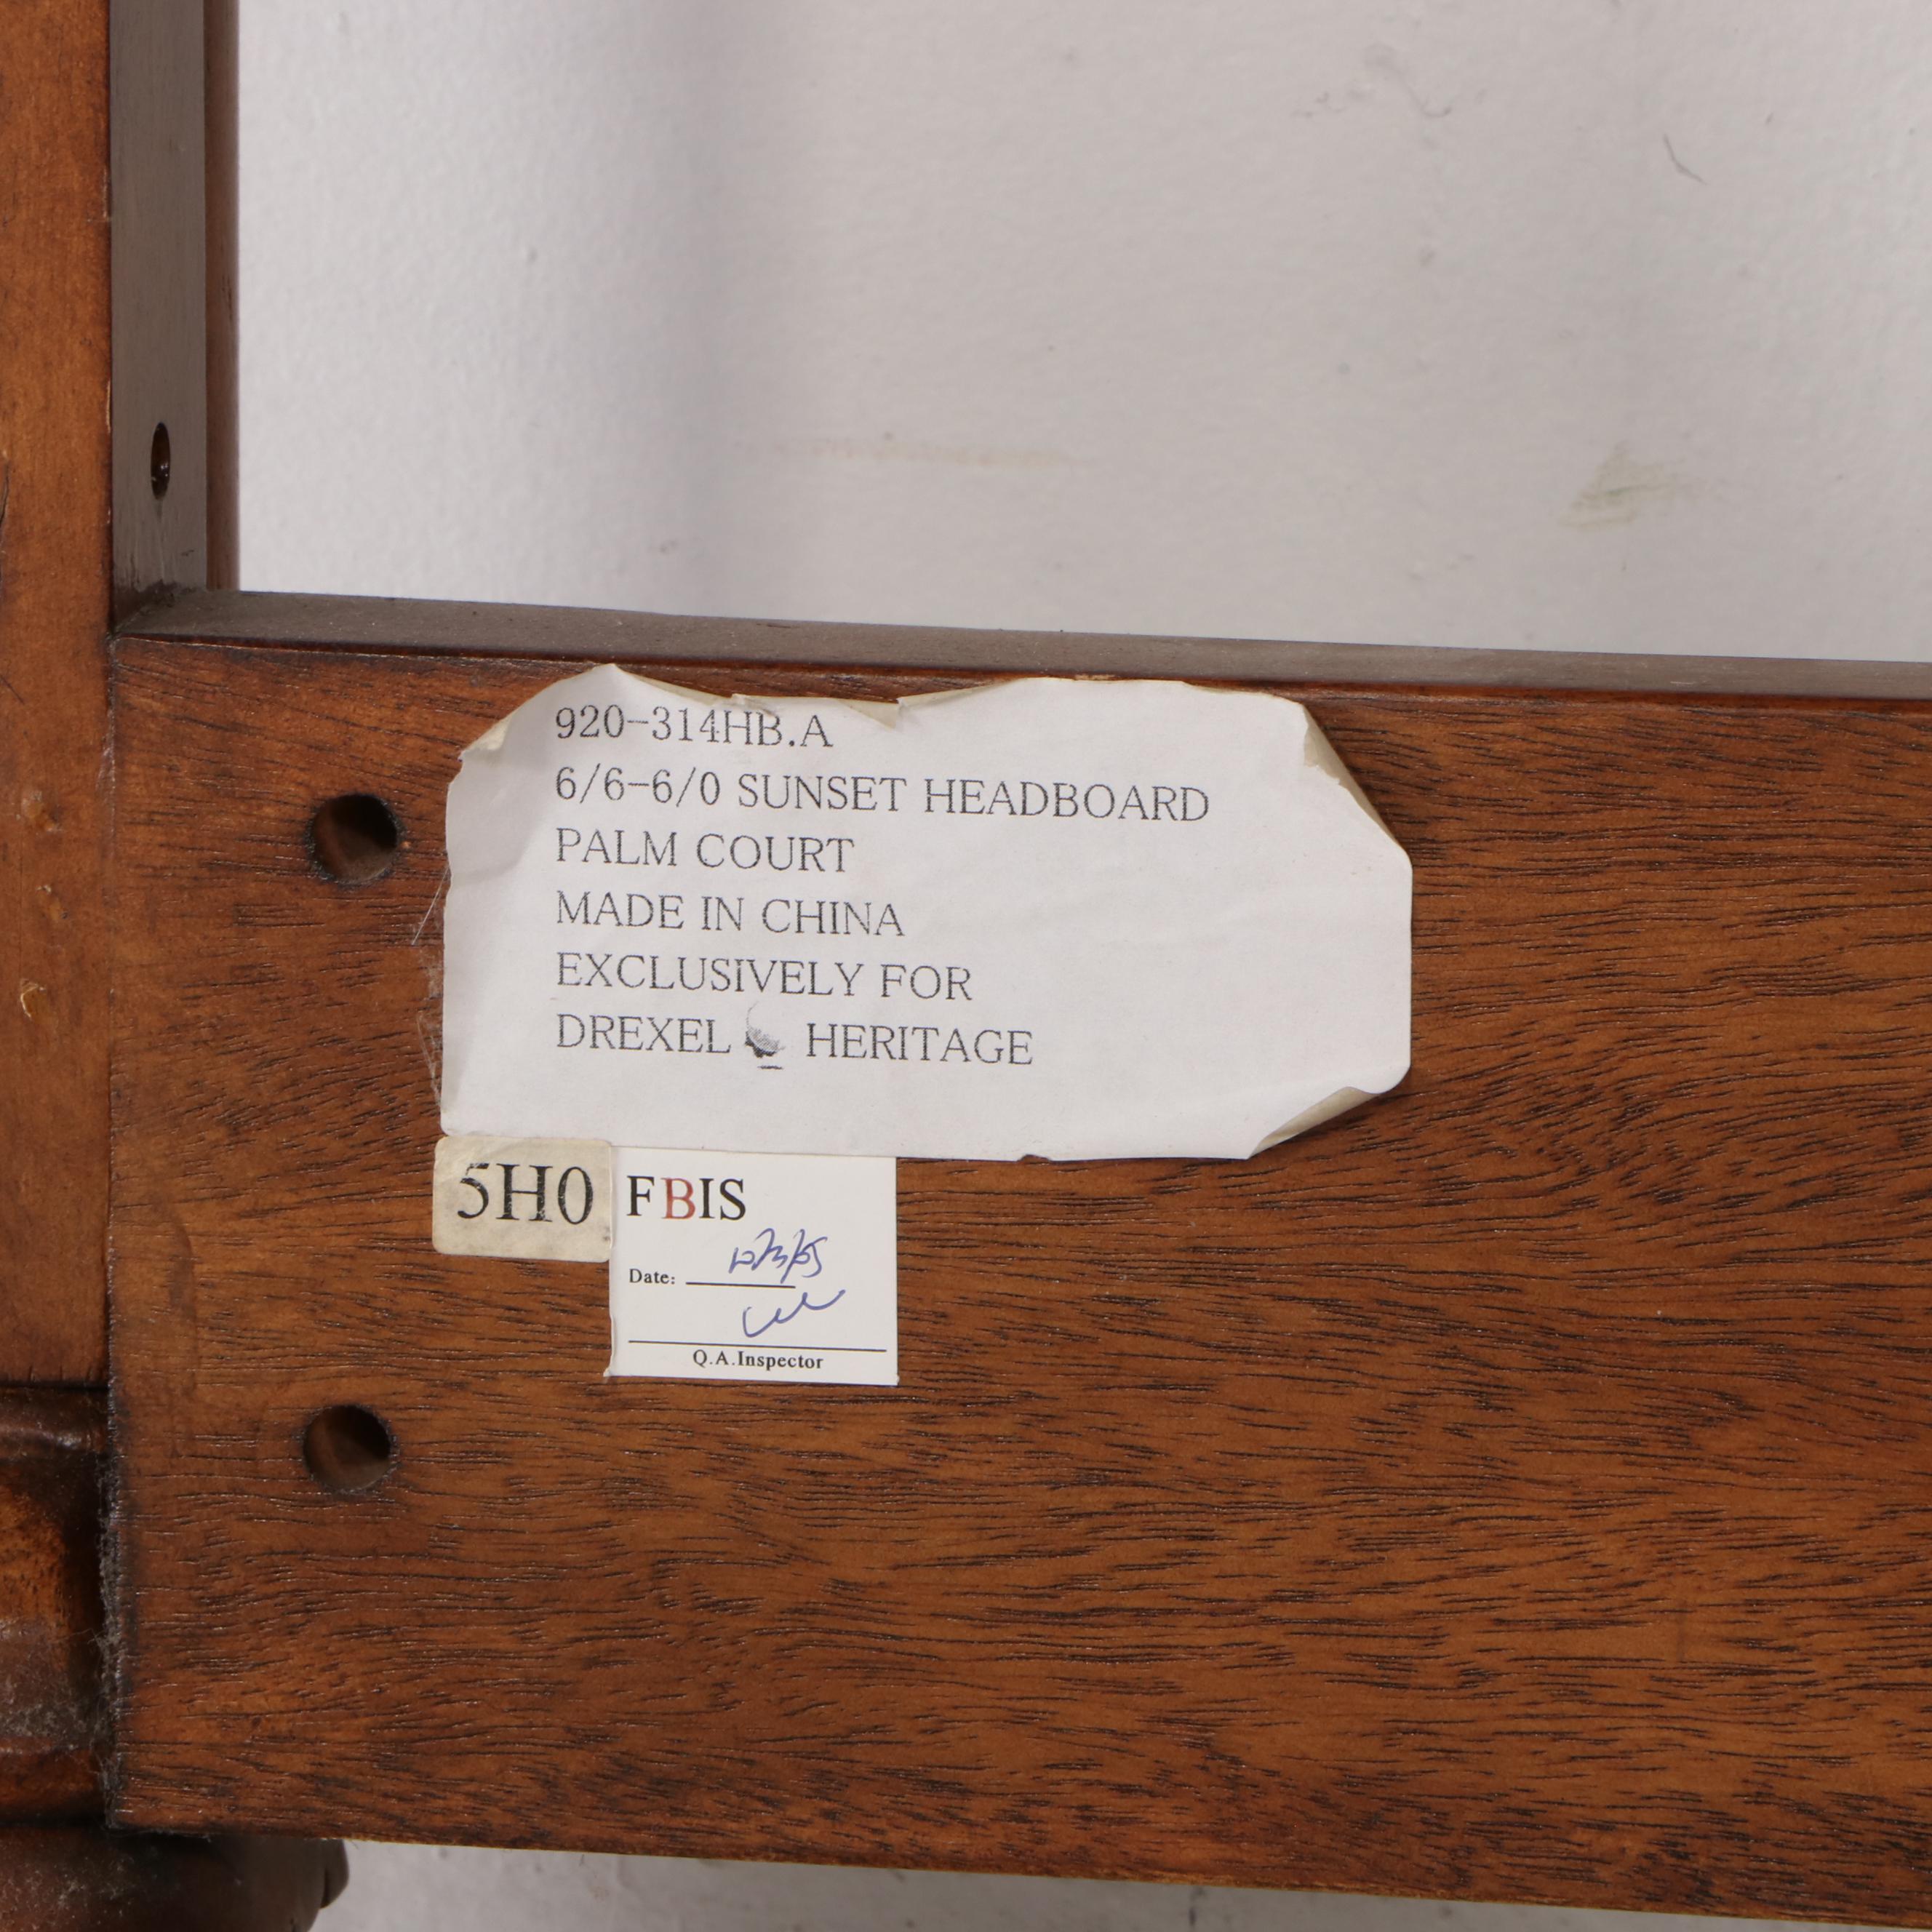 920-314HB.A
6/6-6/0 SUNSET HEADBOARD
PALM COURT
MADE IN CHINA
EXCLUSIVELY FOR
DREXEL HERITAGE
5H0
FBIS
Date:
Q.A.Inspector